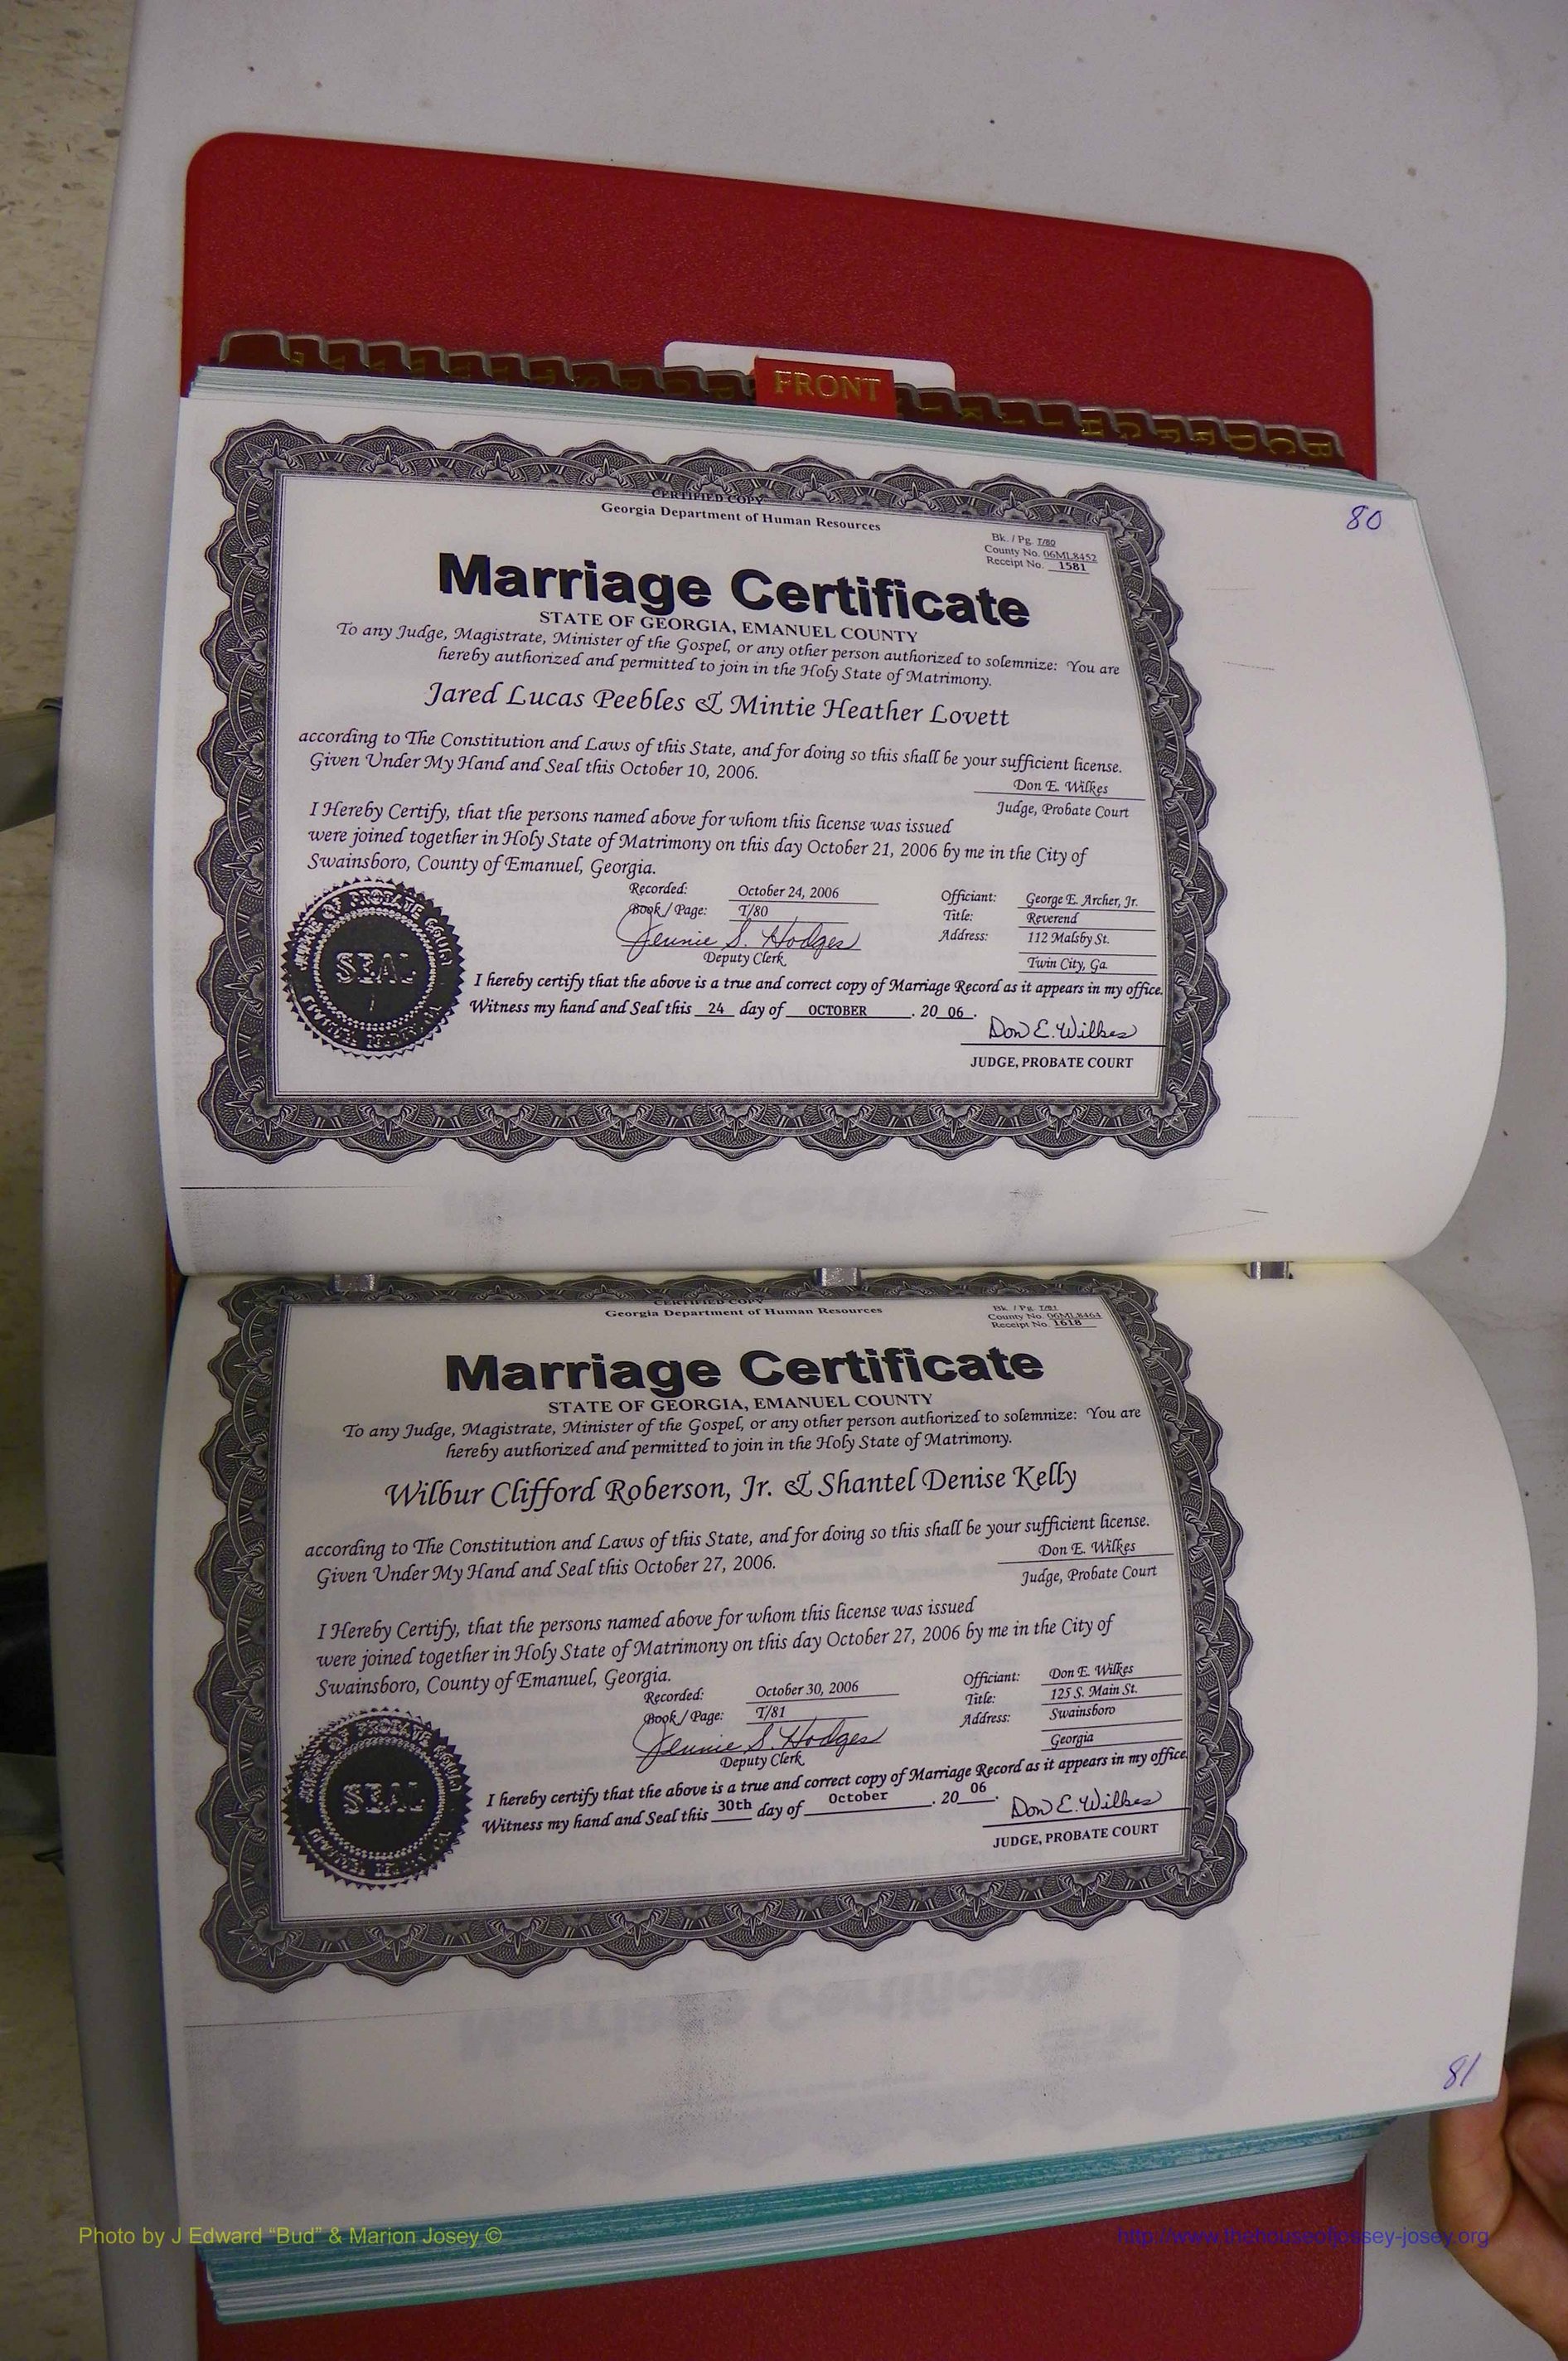 FRONT
80
CERTIFIED COPY
Georgia Department of Human Resources
Bk. / Pg. T/80
County No. 06ML8452
Receipt No. 1581
Marriage Certificate
STATE OF GEORGIA, EMANUEL COUNTY
To any Judge, Magistrate, Minister of the Gospel, or any other person authorized to solemnize: You are
hereby authorized and permitted to join in the Holy State of Matrimony.
Jared Lucas Peebles & Mintie Heather Lovett
according to The Constitution and Laws of this State, and for doing so this shall be your sufficient license.
Given Under My Hand and Seal this October 10, 2006.
Don E. Wilkes
Judge, Probate Court
I Hereby Certify, that the persons named above for whom this license was issued
were joined together in Holy State of Matrimony on this day October 21, 2006 by me in the City of
Swainsboro, County of Emanuel, Georgia.
Recorded: October 24, 2006
Book / Page: T/80
Jennie S. Hodges
Deputy Clerk
Officiant: George E. Archer, Jr.
Title: Reverend
Address: 112 Malsby St.
Twin City, Ga.
SEAL
I hereby certify that the above is a true and correct copy of Marriage Record as it appears in my office.
Witness my hand and Seal this 24 day of OCTOBER . 20 06 .
Don E. Wilkes
JUDGE, PROBATE COURT
CERTIFIED COPY
Georgia Department of Human Resources
Bk. / Pg. T/81
County No. 06ML8464
Receipt No. 1618
Marriage Certificate
STATE OF GEORGIA, EMANUEL COUNTY
To any Judge, Magistrate, Minister of the Gospel, or any other person authorized to solemnize: You are
hereby authorized and permitted to join in the Holy State of Matrimony.
Wilbur Clifford Roberson, Jr. & Shantel Denise Kelly
according to The Constitution and Laws of this State, and for doing so this shall be your sufficient license.
Given Under My Hand and Seal this October 27, 2006.
Don E. Wilkes
Judge, Probate Court
I Hereby Certify, that the persons named above for whom this license was issued
were joined together in Holy State of Matrimony on this day October 27, 2006 by me in the City of
Swainsboro, County of Emanuel, Georgia.
Recorded: October 30, 2006
Book / Page: T/81
Jennie S. Hodges
Deputy Clerk
Officiant: Don E. Wilkes
Title: 125 S. Main St.
Address: Swainsboro
Georgia
SEAL
I hereby certify that the above is a true and correct copy of Marriage Record as it appears in my office.
Witness my hand and Seal this 30th day of October . 20 06 .
Don E. Wilkes
JUDGE, PROBATE COURT
81
Photo by J Edward “Bud” & Marion Josey ©
http://www.thehouseofjossey-josey.org